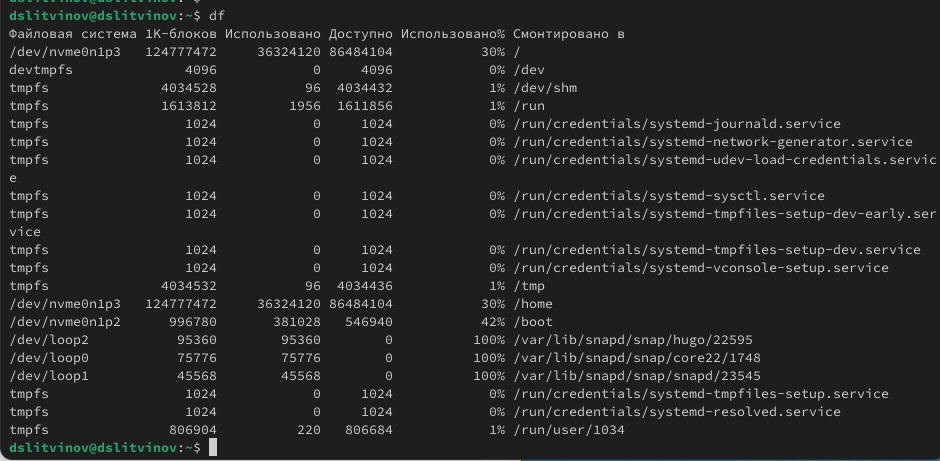 dslitvinov@dslitvinov:~$ df
Файловая система 1K-блоков Использовано Доступно Использовано% Смонтировано в
/dev/nvme0n1p3 124777472 36324120 86484104 30% /
devtmpfs 4096 0 4096 0% /dev
tmpfs 4034528 96 4034432 1% /dev/shm
tmpfs 1613812 1956 1611856 1% /run
tmpfs 1024 0 1024 0% /run/credentials/systemd-journald.service
tmpfs 1024 0 1024 0% /run/credentials/systemd-network-generator.service
tmpfs 1024 0 1024 0% /run/credentials/systemd-udev-load-credentials.servic
e
tmpfs 1024 0 1024 0% /run/credentials/systemd-sysctl.service
tmpfs 1024 0 1024 0% /run/credentials/systemd-tmpfiles-setup-dev-early.ser
vice
tmpfs 1024 0 1024 0% /run/credentials/systemd-tmpfiles-setup-dev.service
tmpfs 1024 0 1024 0% /run/credentials/systemd-vconsole-setup.service
tmpfs 4034532 96 4034436 1% /tmp
/dev/nvme0n1p3 124777472 36324120 86484104 30% /home
/dev/nvme0n1p2 996780 381028 546940 42% /boot
/dev/loop2 95360 95360 0 100% /var/lib/snapd/snap/hugo/22595
/dev/loop0 75776 75776 0 100% /var/lib/snapd/snap/core22/1748
/dev/loop1 45568 45568 0 100% /var/lib/snapd/snap/snapd/23545
tmpfs 1024 0 1024 0% /run/credentials/systemd-tmpfiles-setup.service
tmpfs 1024 0 1024 0% /run/credentials/systemd-resolved.service
tmpfs 806904 220 806684 1% /run/user/1034
dslitvinov@dslitvinov:~$